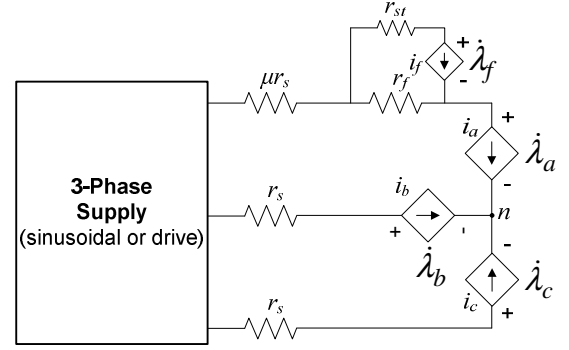 r_st
i_f
+
-
λ̇_f
μr_s
r_f
+
i_a
-
λ̇_a
3-Phase
Supply
(sinusoidal or drive)
r_s
i_b
+
-
λ̇_b
n
-
i_c
+
λ̇_c
r_s